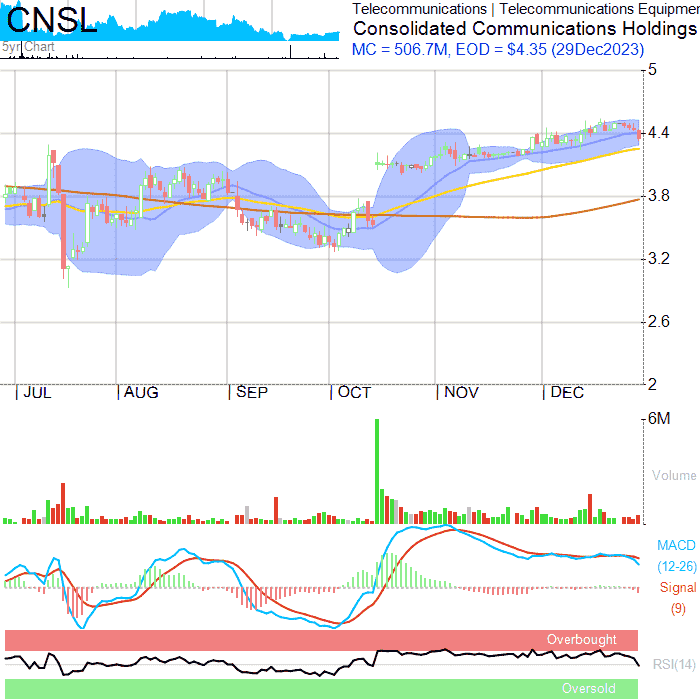 CNSL
Telecommunications | Telecommunications Equipmen
Consolidated Communications Holdings
5yr Chart
MC = 506.7M, EOD = $4.35 (29Dec2023)
5
4.4
3.8
3.2
2.6
2
| JUL | AUG | SEP | OCT | NOV | DEC
6M
Volume
MACD
(12-26)
Signal
(9)
Overbought
RSI(14)
Oversold